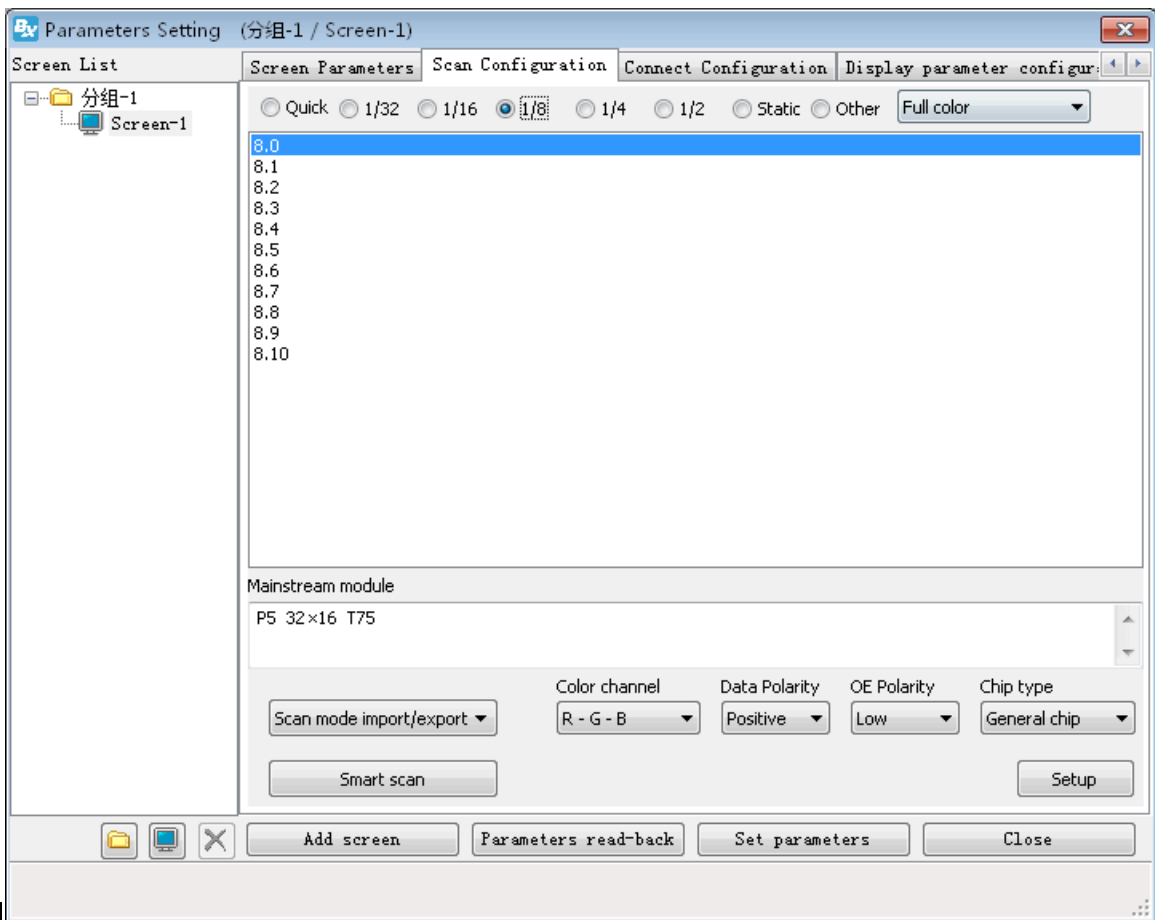 BX Parameters Setting (分组-1 / Screen-1)
Screen List
分组-1
Screen-1
Screen Parameters Scan Configuration Connect Configuration Display parameter configur
Quick 1/32 1/16 1/8 1/4 1/2 Static Other Full color
8.0
8.1
8.2
8.3
8.4
8.5
8.6
8.7
8.8
8.9
8.10
Mainstream module
P5 32×16 T75
Color channel Data Polarity OE Polarity Chip type
Scan mode import/export R - G - B Positive Low General chip
Smart scan Setup
Add screen Parameters read-back Set parameters Close